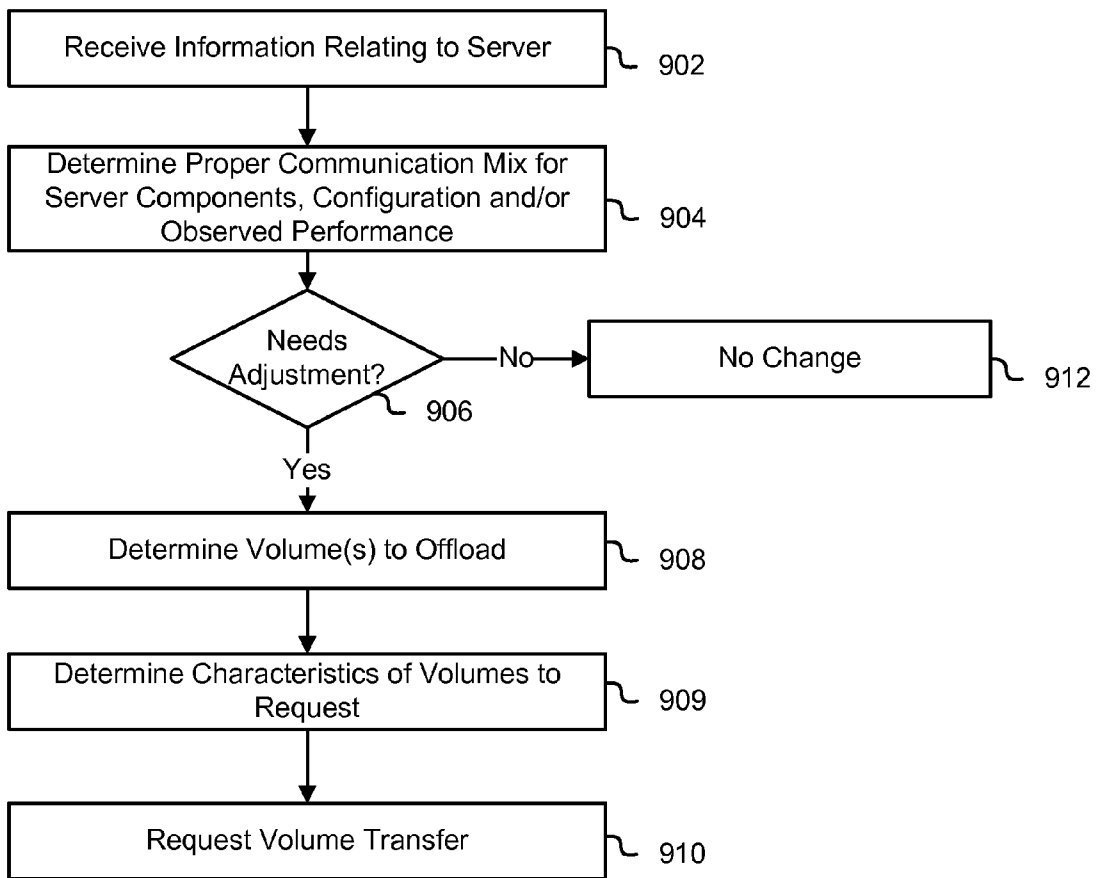 Receive Information Relating to Server
902
Determine Proper Communication Mix for
Server Components, Configuration and/or
Observed Performance
904
Needs
Adjustment?
906
No
No Change
912
Yes
Determine Volume(s) to Offload
908
Determine Characteristics of Volumes to
Request
909
Request Volume Transfer
910